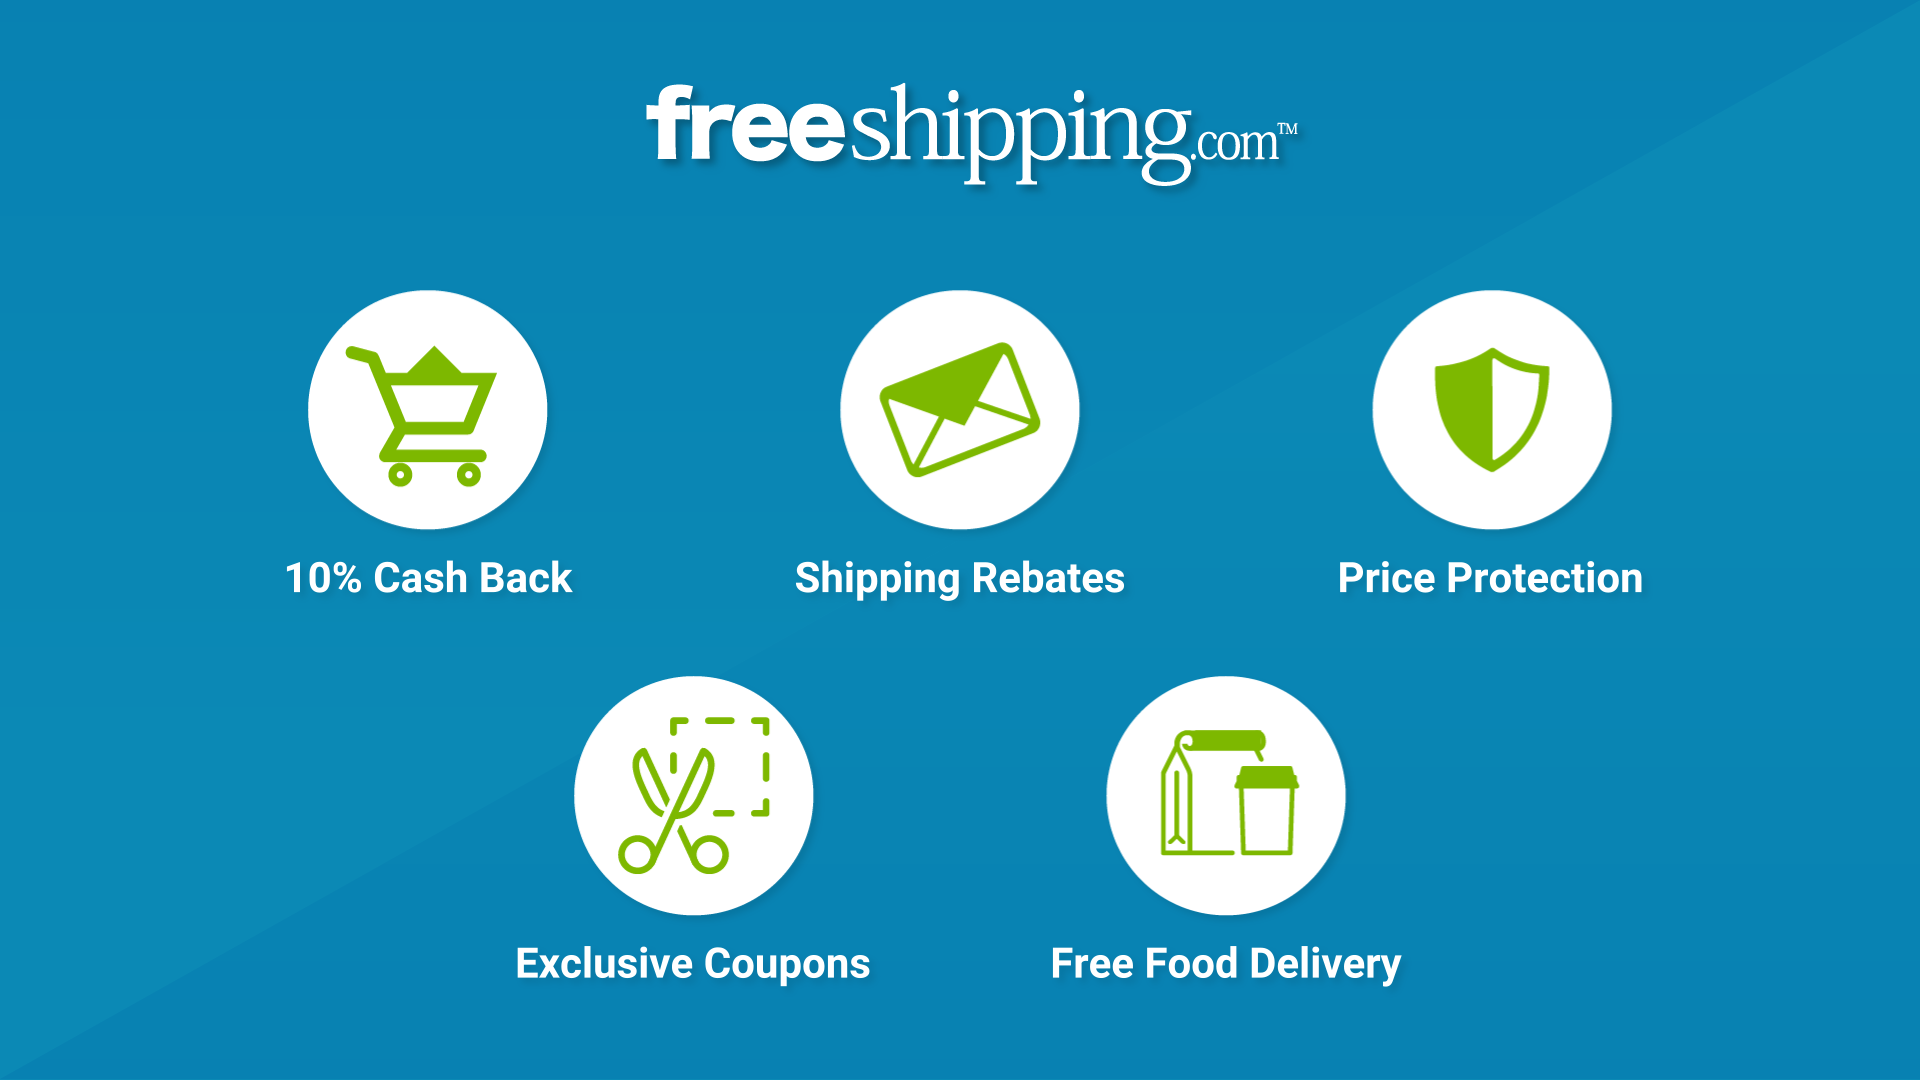 freeshipping.com™
10% Cash Back
Shipping Rebates
Price Protection
Exclusive Coupons
Free Food Delivery